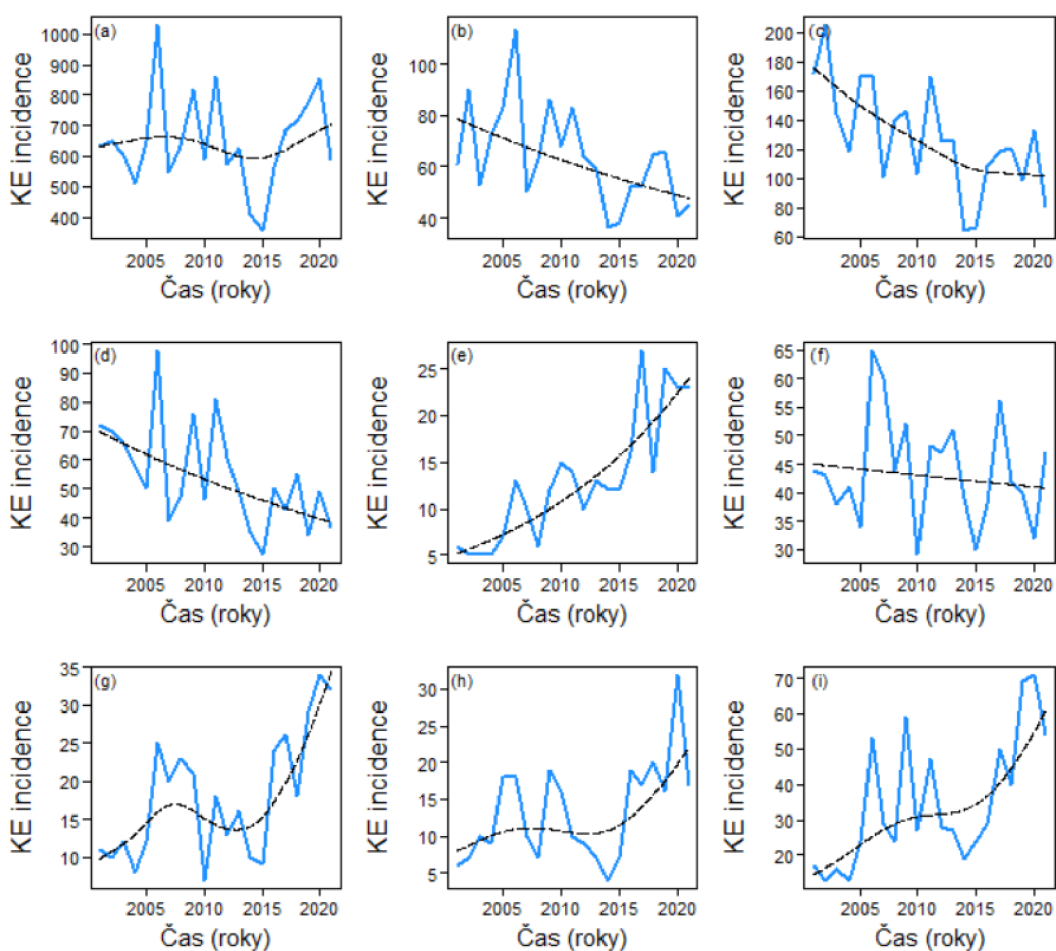 (a)
KE incidence
1000
900
800
700
600
500
400
2005 2010 2015 2020
Čas (roky)
(b)
KE incidence
100
80
60
40
2005 2010 2015 2020
Čas (roky)
(c)
KE incidence
200
180
160
140
120
100
80
60
2005 2010 2015 2020
Čas (roky)
(d)
KE incidence
100
90
80
70
60
50
40
30
2005 2010 2015 2020
Čas (roky)
(e)
KE incidence
25
20
15
10
5
2005 2010 2015 2020
Čas (roky)
(f)
KE incidence
65
60
55
50
45
40
35
30
2005 2010 2015 2020
Čas (roky)
(g)
KE incidence
35
30
25
20
15
10
2005 2010 2015 2020
Čas (roky)
(h)
KE incidence
30
25
20
15
10
5
2005 2010 2015 2020
Čas (roky)
(i)
KE incidence
70
60
50
40
30
20
2005 2010 2015 2020
Čas (roky)